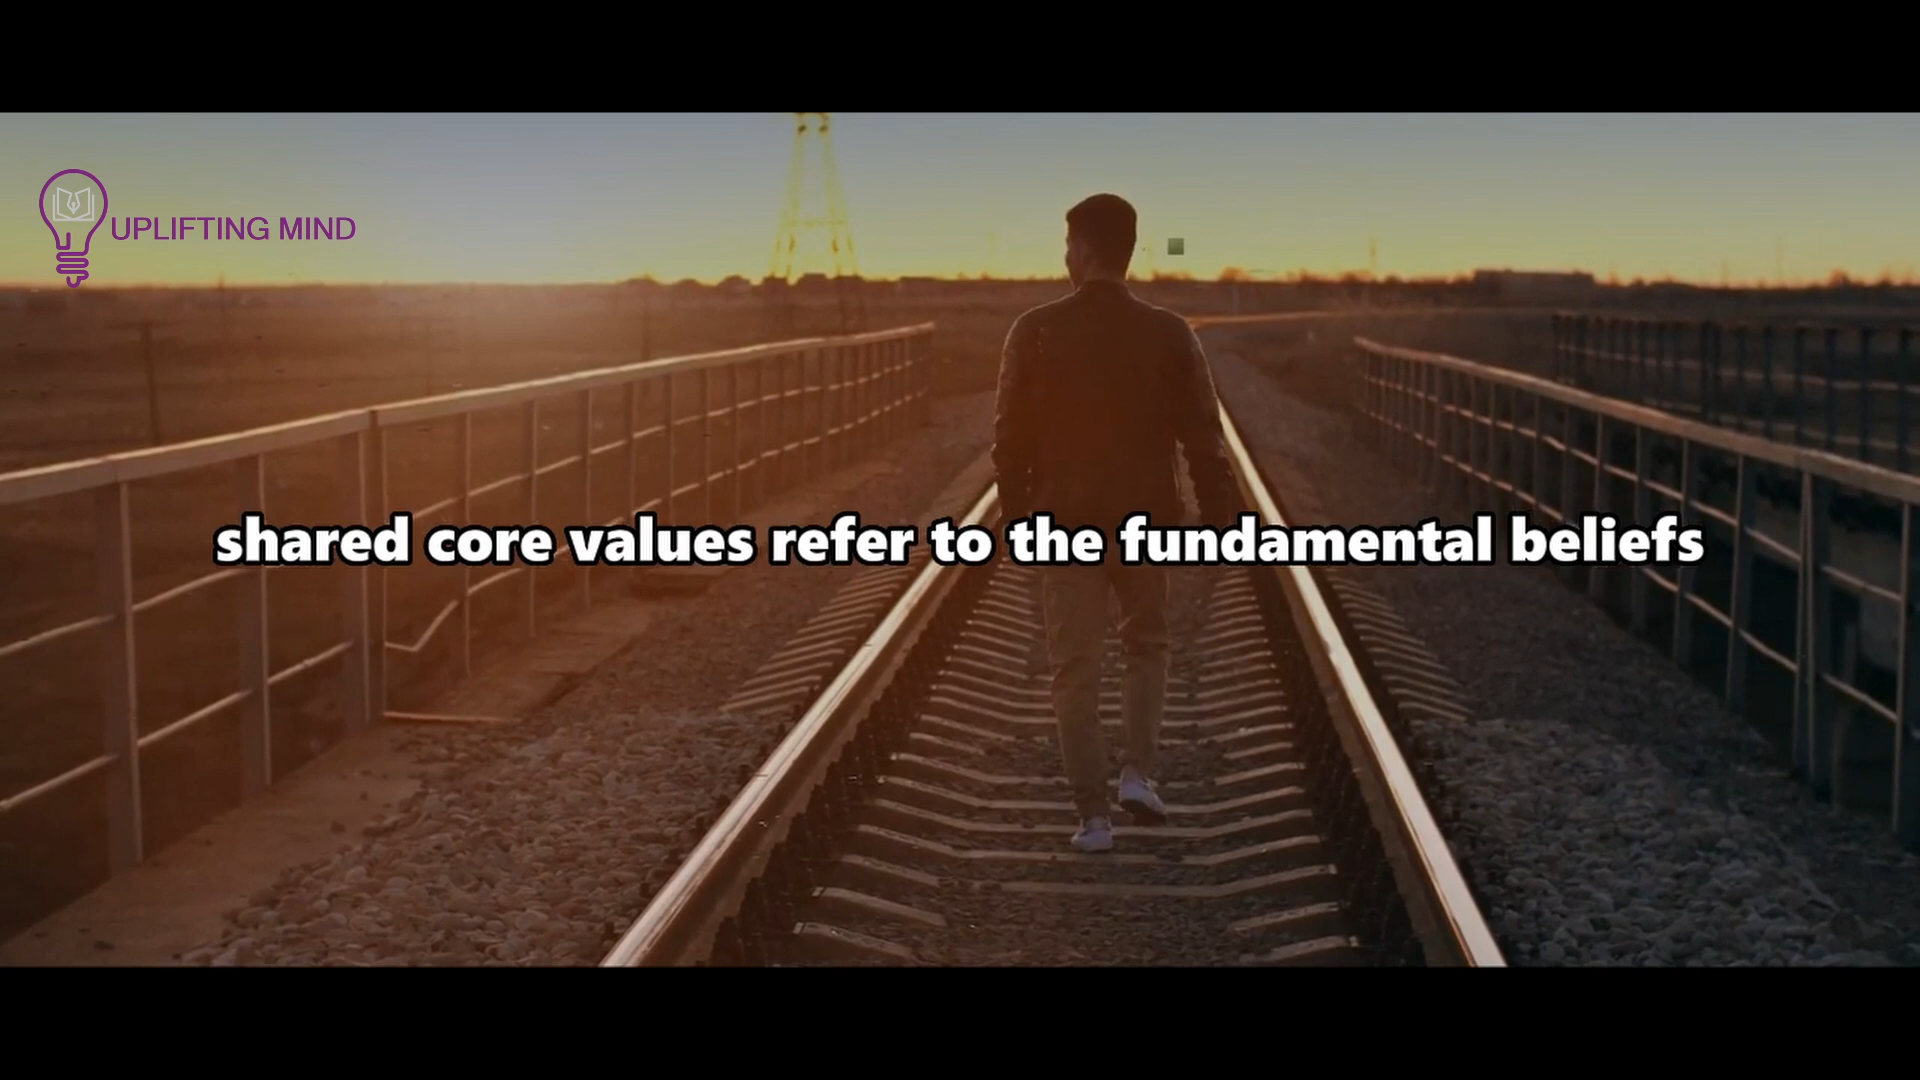 UPLIFTING MIND
shared core values refer to the fundamental beliefs